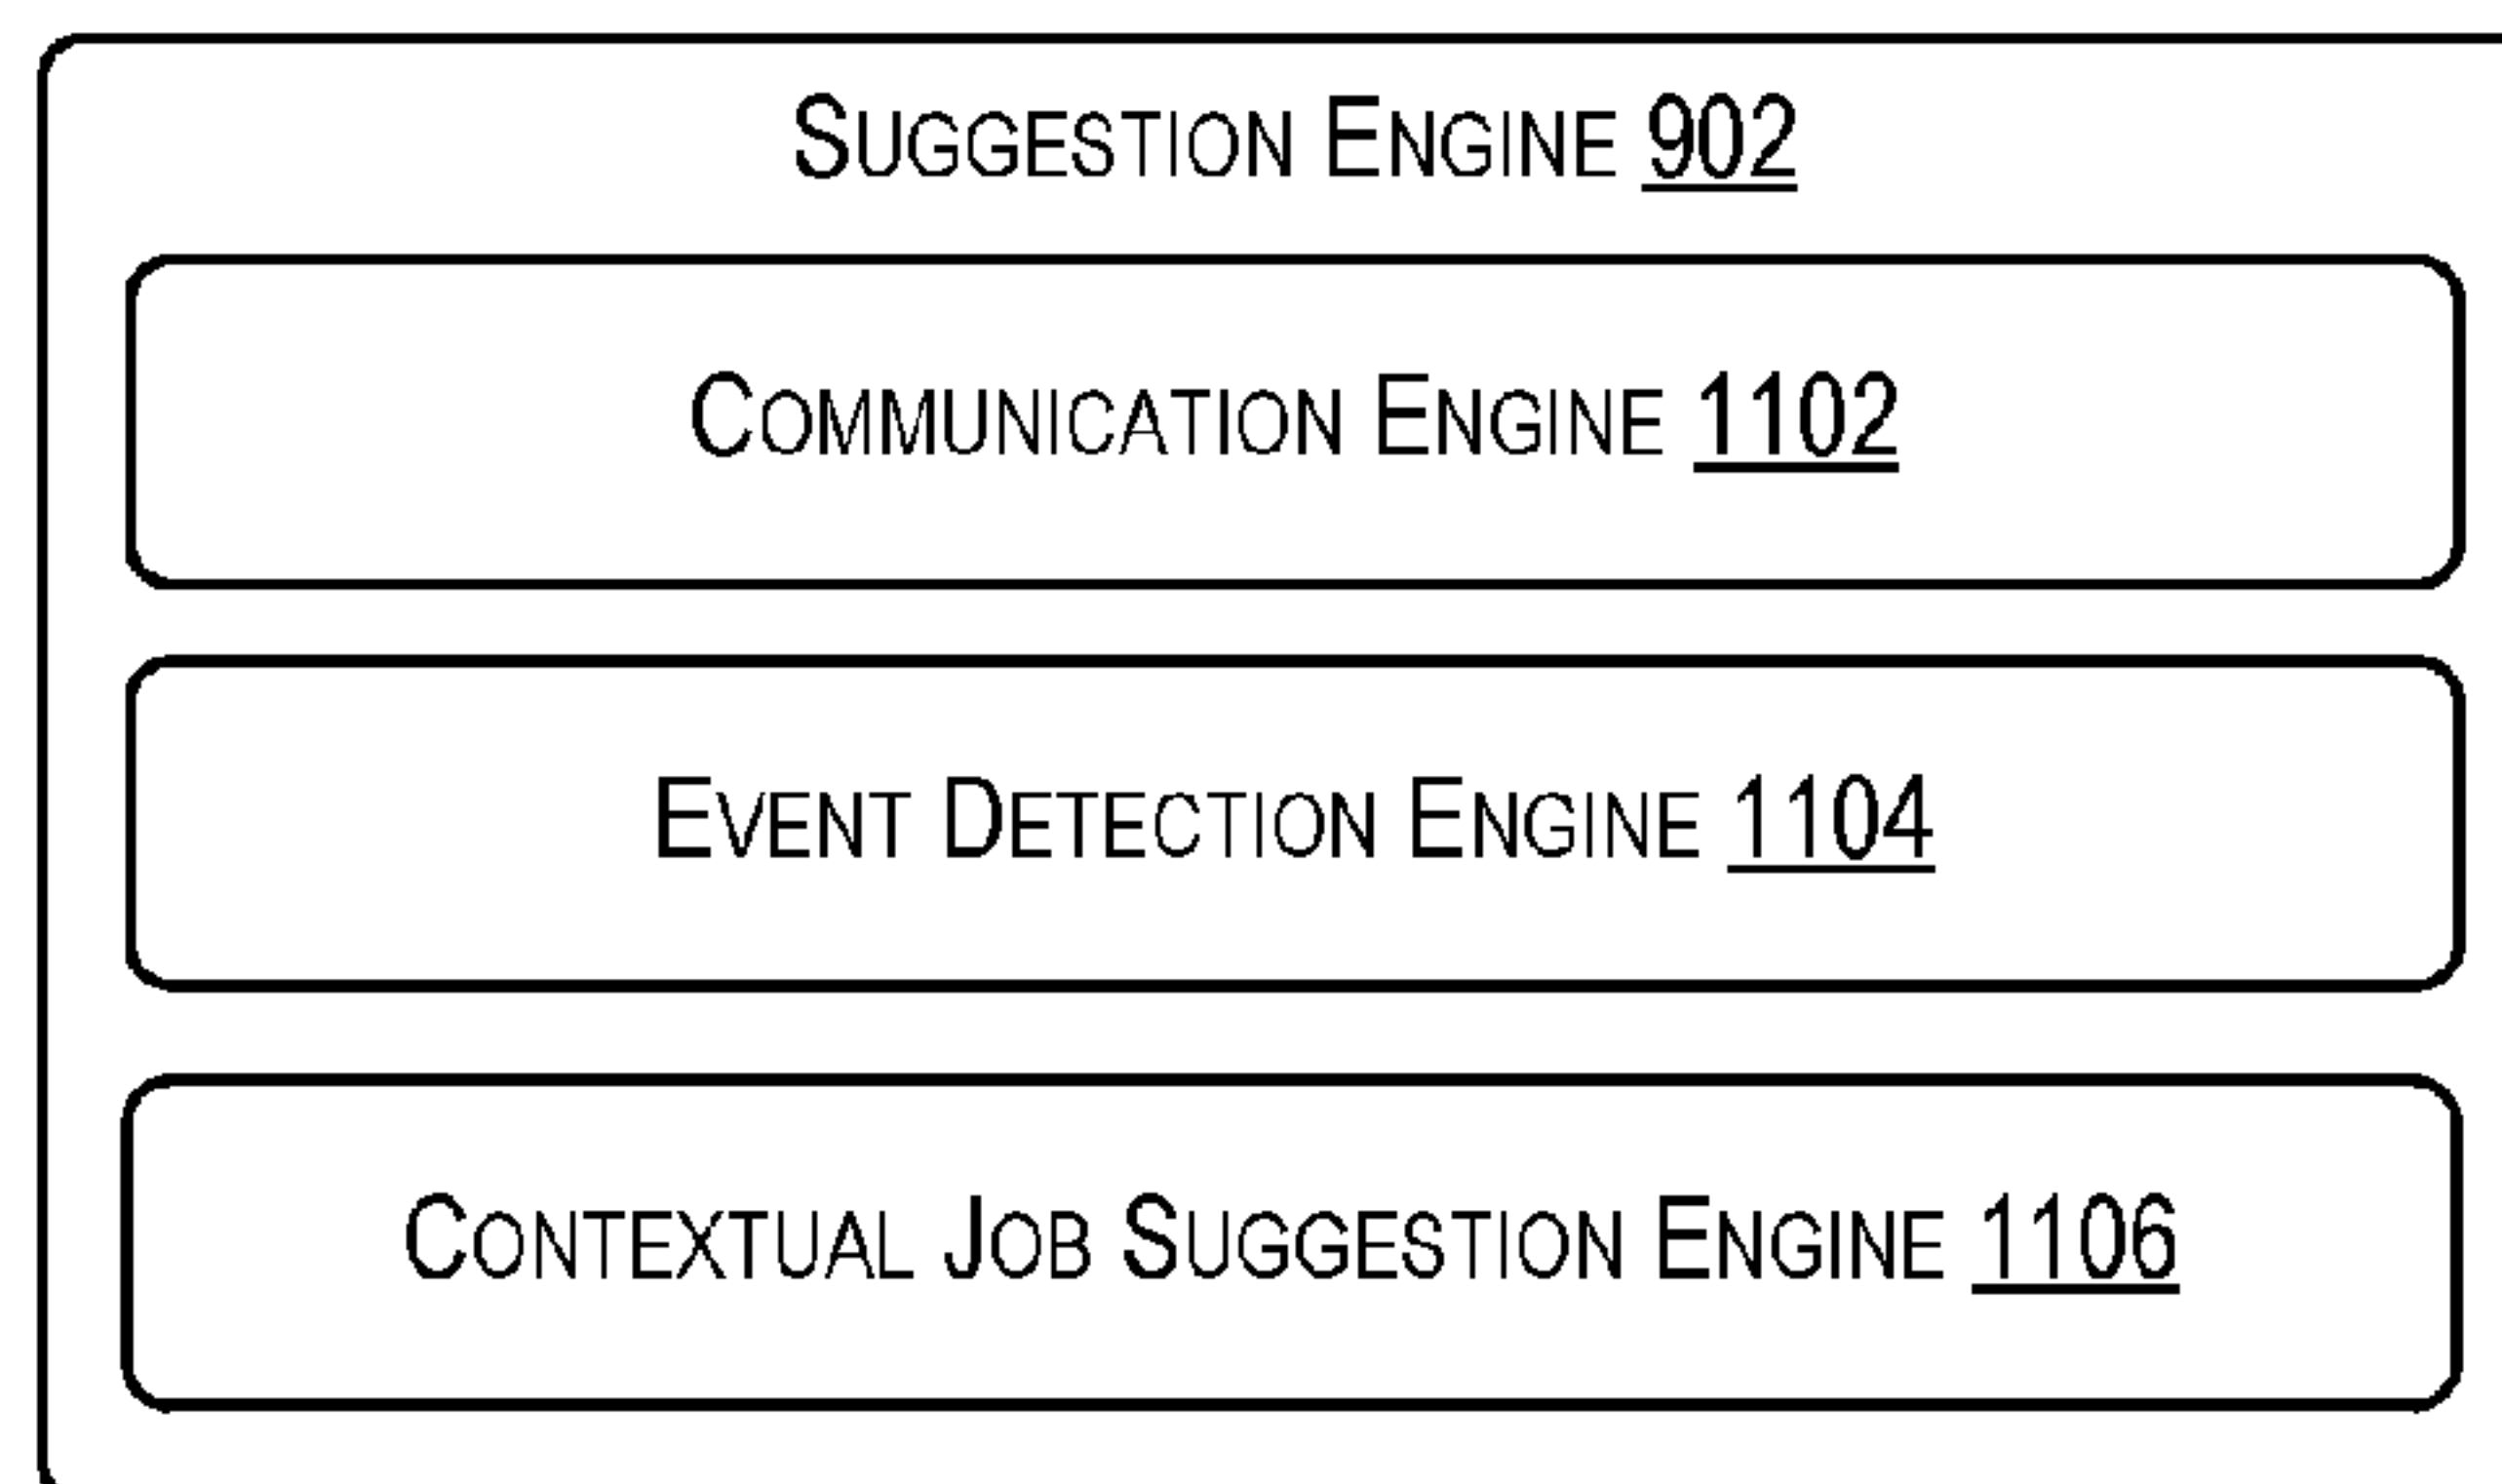 SUGGESTION ENGINE 902
COMMUNICATION ENGINE 1102
EVENT DETECTION ENGINE 1104
CONTEXTUAL JOB SUGGESTION ENGINE 1106